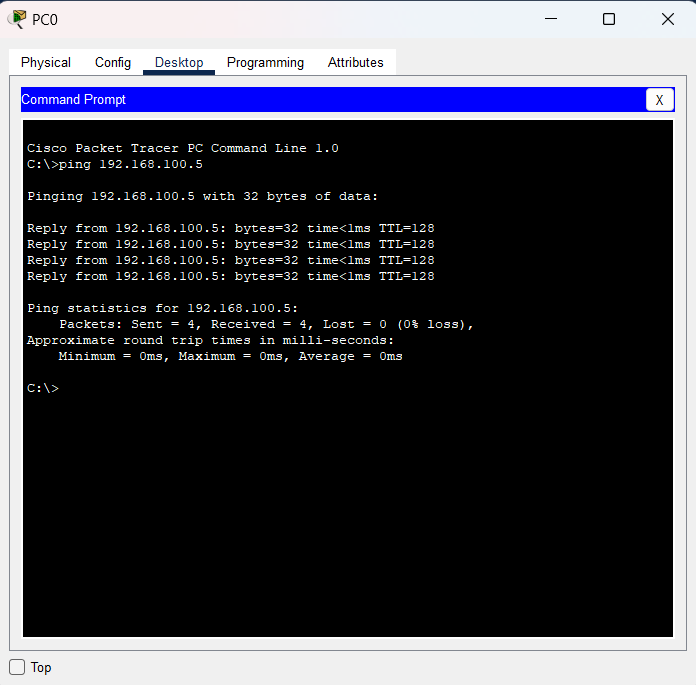 PC0
Physical Config Desktop Programming Attributes
Command Prompt X
Cisco Packet Tracer PC Command Line 1.0
C:\>ping 192.168.100.5
Pinging 192.168.100.5 with 32 bytes of data:
Reply from 192.168.100.5: bytes=32 time<1ms TTL=128
Reply from 192.168.100.5: bytes=32 time<1ms TTL=128
Reply from 192.168.100.5: bytes=32 time<1ms TTL=128
Reply from 192.168.100.5: bytes=32 time<1ms TTL=128
Ping statistics for 192.168.100.5:
Packets: Sent = 4, Received = 4, Lost = 0 (0% loss),
Approximate round trip times in milli-seconds:
Minimum = 0ms, Maximum = 0ms, Average = 0ms
C:\>
Top